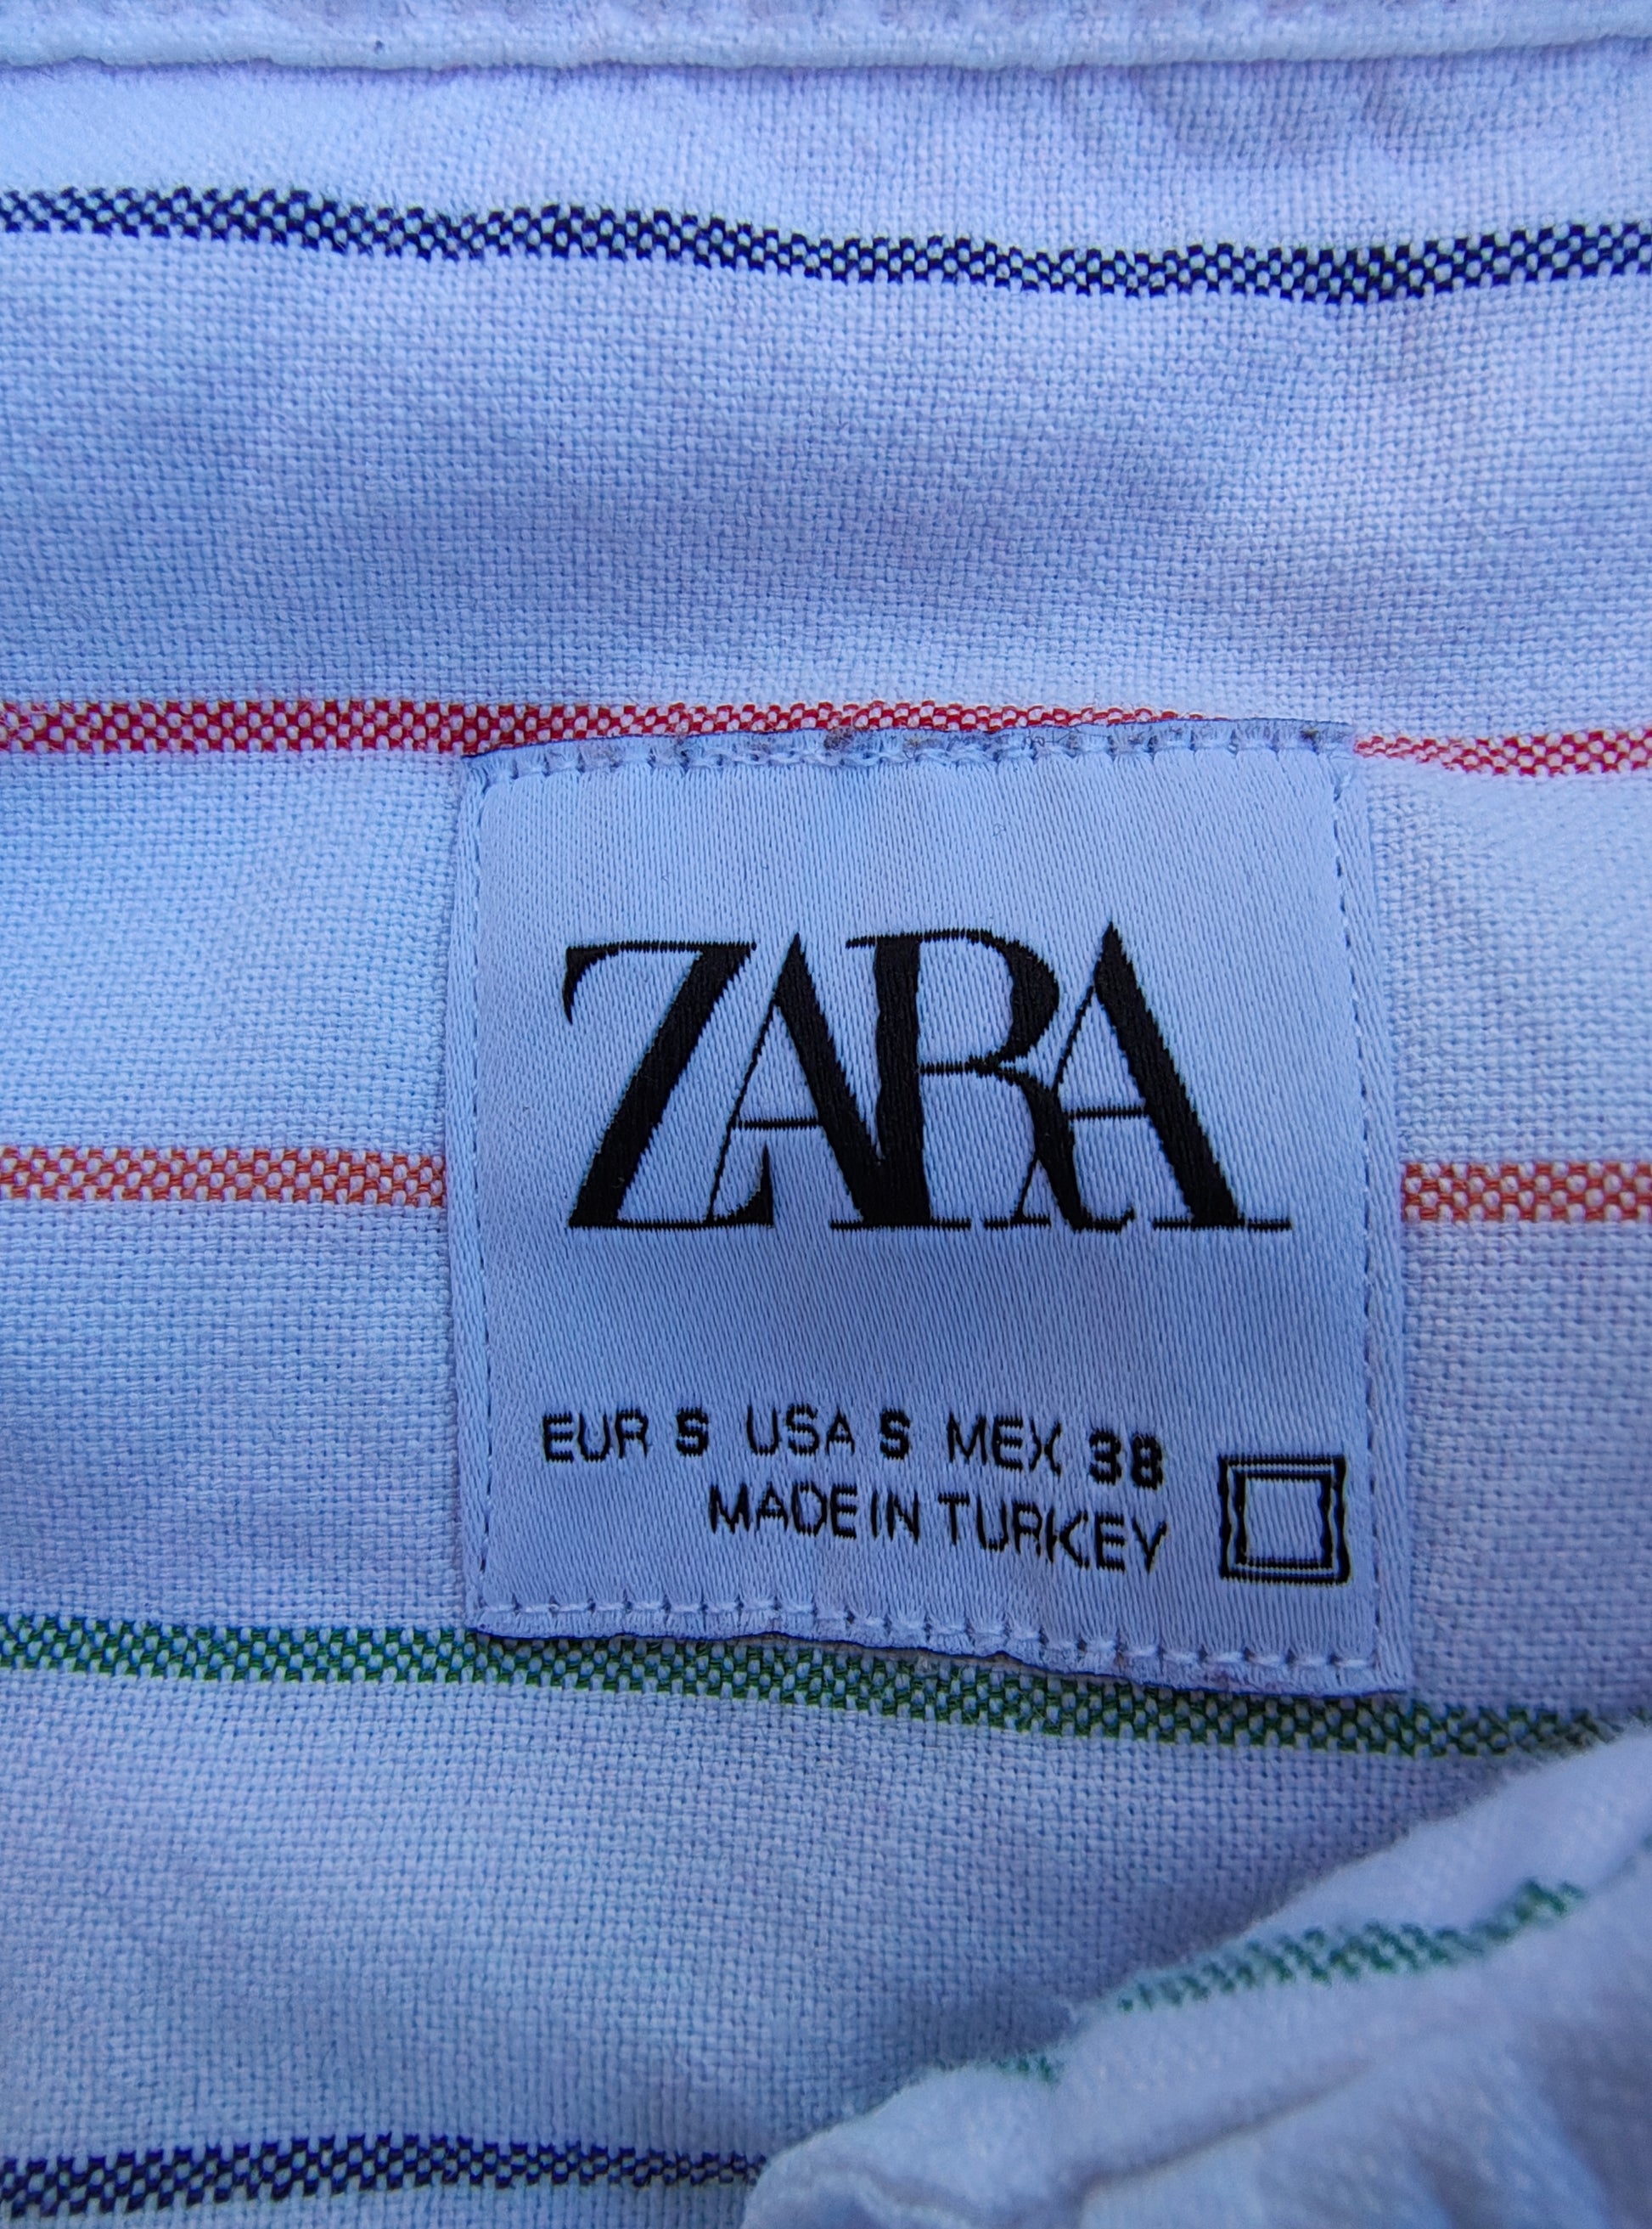 ZARA
EUR S USA S MEX 38
MADE IN TURKEY